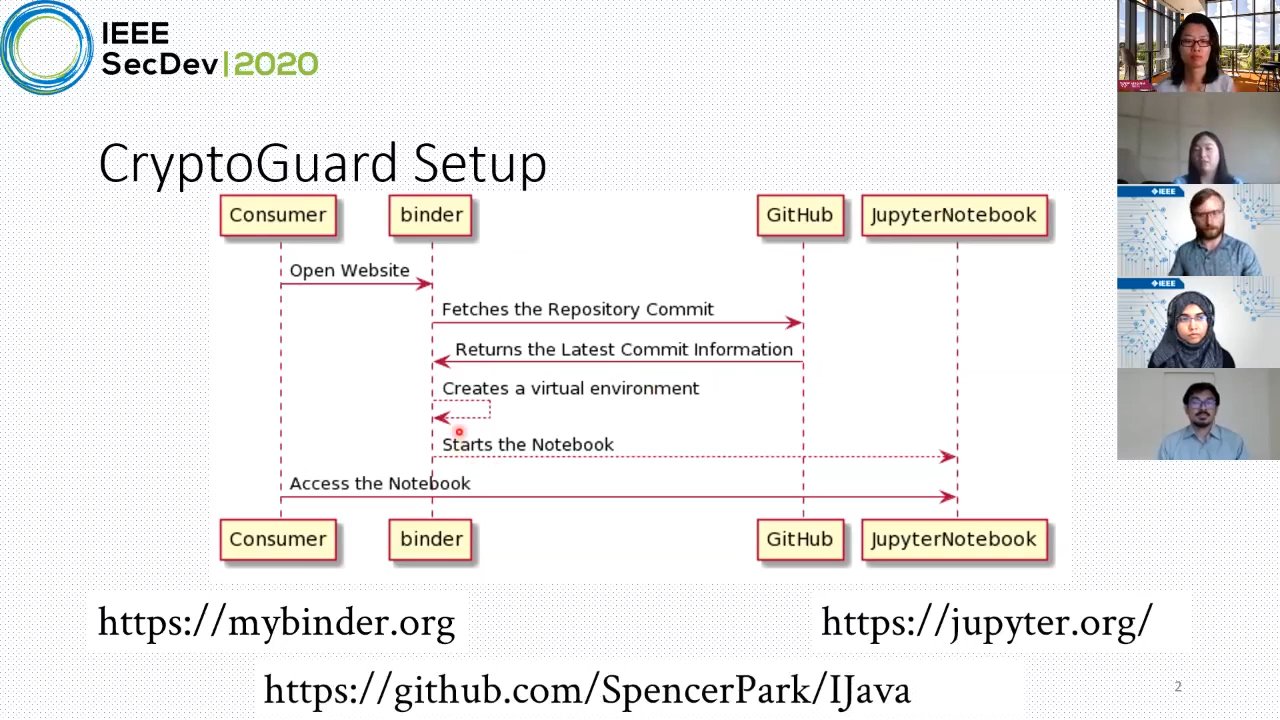 IEEE
SecDev|2020
CryptoGuard Setup
Consumer
binder
GitHub
JupyterNotebook
Open Website
Fetches the Repository Commit
Returns the Latest Commit Information
Creates a virtual environment
Starts the Notebook
Access the Notebook
Consumer
binder
GitHub
JupyterNotebook
https://mybinder.org
https://jupyter.org/
https://github.com/SpencerPark/IJava
2
IEEE
IEEE